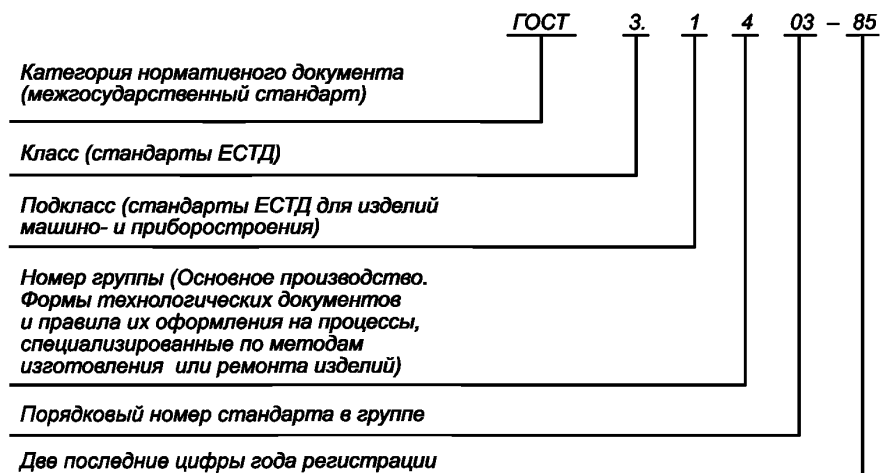 ГОСТ 3. 1 4 03 – 85
Категория нормативного документа
(межгосударственный стандарт)
Класс (стандарты ЕСТД)
Подкласс (стандарты ЕСТД для изделий
машино- и приборостроения)
Номер группы (Основное производство.
Формы технологических документов
и правила их оформления на процессы,
специализированные по методам
изготовления или ремонта изделий)
Порядковый номер стандарта в группе
Две последние цифры года регистрации